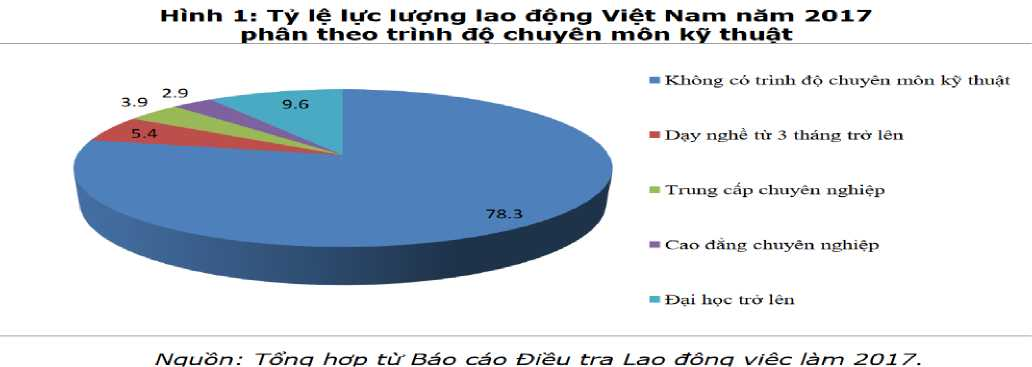 Hình 1: Tỷ lệ lực lượng lao động Việt Nam năm 2017
phân theo trình độ chuyên môn kỹ thuật
2.9
3.9
9.6
5.4
78.3
Không có trình độ chuyên môn kỹ thuật
Dạy nghề từ 3 tháng trở lên
Trung cấp chuyên nghiệp
Cao đẳng chuyên nghiệp
Đại học trở lên
Nguồn: Tổng hợp từ Báo cáo Điều tra Lao động việc làm 2017.